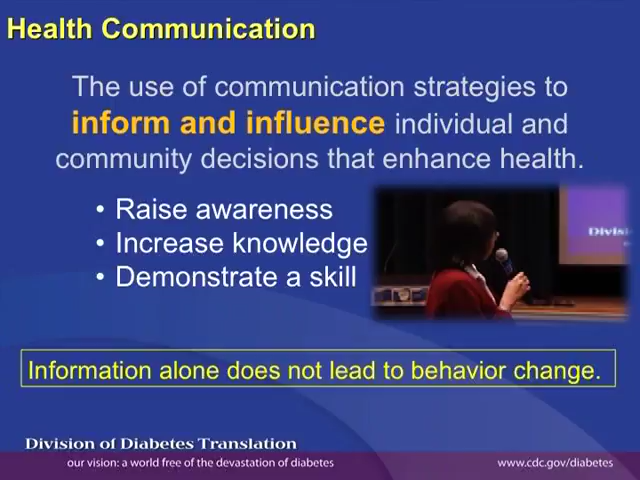 Health Communication
The use of communication strategies to
inform and influence individual and
community decisions that enhance health.
• Raise awareness
• Increase knowledge
• Demonstrate a skill
Information alone does not lead to behavior change.
Division of Diabetes Translation
our vision: a world free of the devastation of diabetes
www.cdc.gov/diabetes